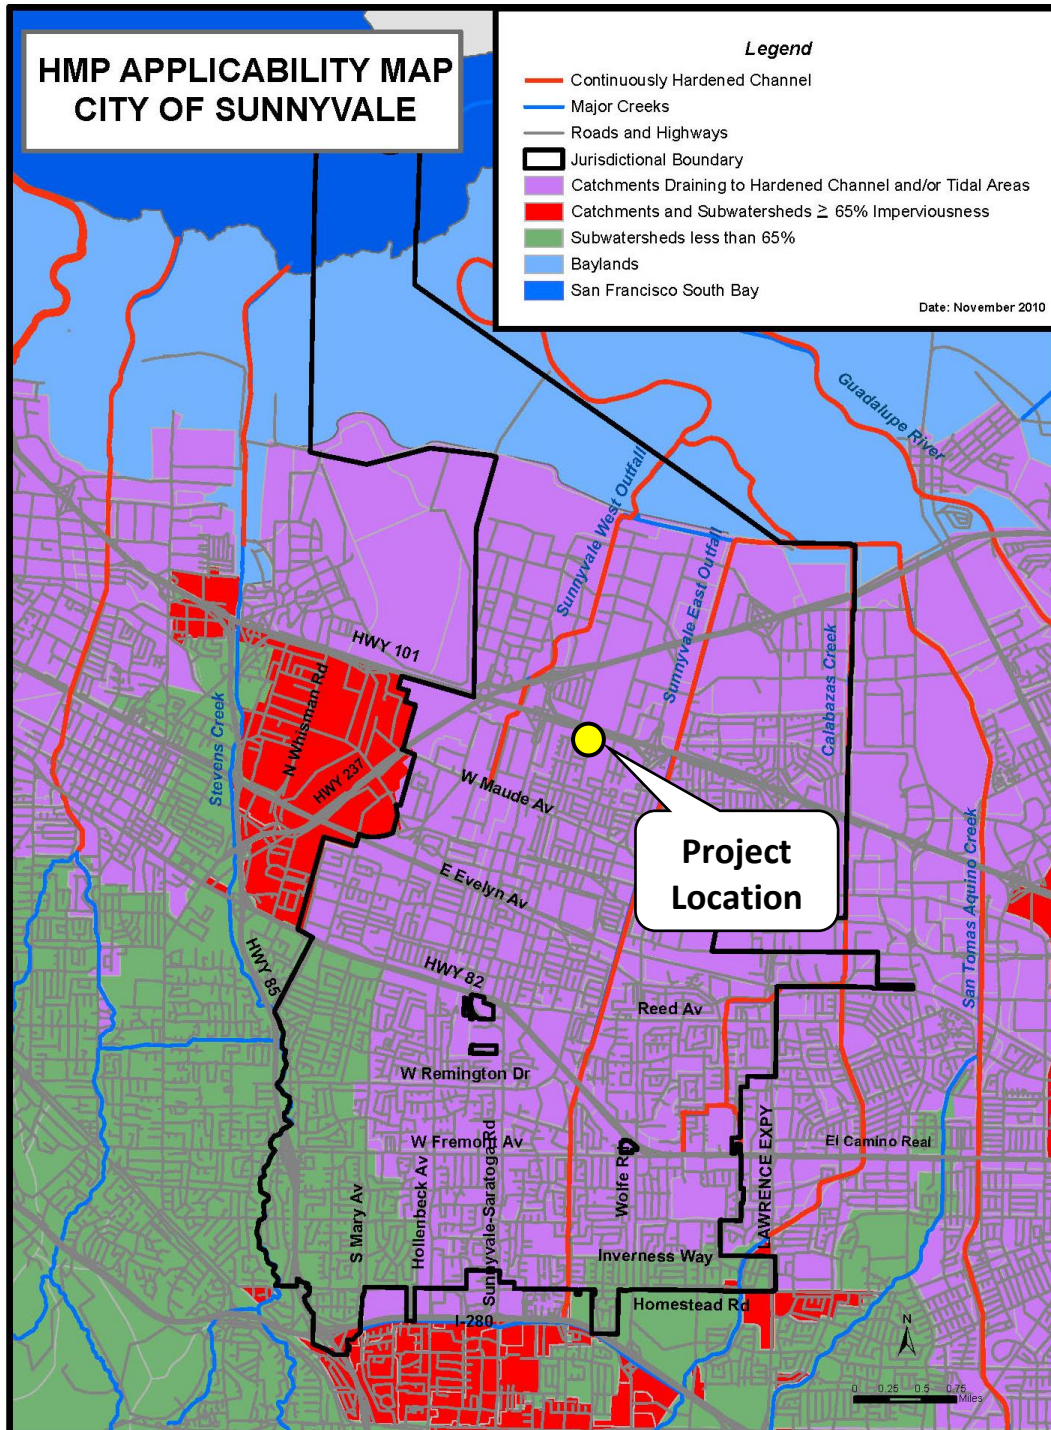 HMP APPLICABILITY MAP
CITY OF SUNNYVALE
Legend
Continuously Hardened Channel
Major Creeks
Roads and Highways
Jurisdictional Boundary
Catchments Draining to Hardened Channel and/or Tidal Areas
Catchments and Subwatersheds ≥ 65% Imperviousness
Subwatersheds less than 65%
Baylands
San Francisco South Bay
Date: November 2010
Guadalupe River
Sunnyvale West Outfall
Sunnyvale East Outfall
HWY 101
Calabazas Creek
Stevens Creek
N Whisman Rd
HWY 237
W Maude Av
Project
Location
E Evelyn Av
San Tomas Aquino Creek
HWY 85
HWY 82
Reed Av
W Remington Dr
W Fremont Av
El Camino Real
LAWRENCE EXPY
Wolfe Rd
Sunnyvale-Saratoga Rd
Hollenbeck Av
S Mary Av
Inverness Way
Homestead Rd
I-280
N
0 0.25 0.5 0.75
Miles